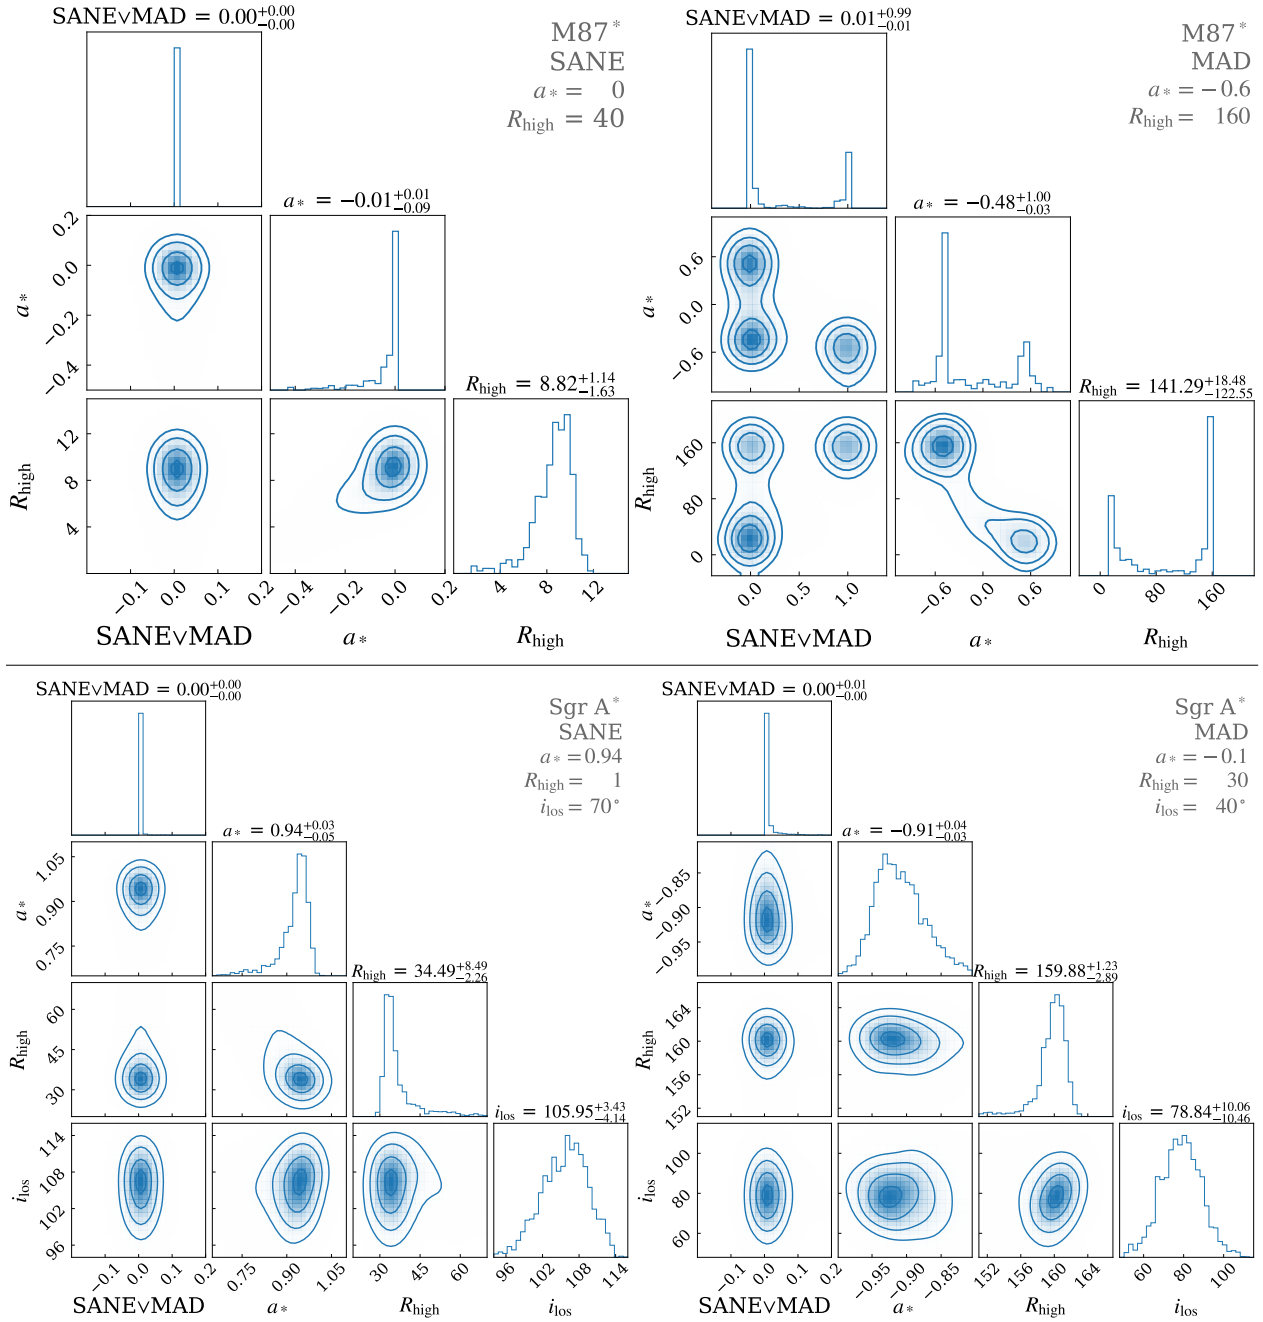 SANE∨MAD = 0.00+0.00−0.00
M87*
SANE
a* = 0
Rhigh = 40
a* = −0.01+0.01−0.09
0.2
0.0
−0.2
−0.4
a*
Rhigh = 8.82+1.14−1.63
12
8
4
Rhigh
−0.1 0.0 0.1 0.2
−0.4 −0.2 0.0 0.2
4 8 12
SANE∨MAD a* Rhigh
SANE∨MAD = 0.01+0.99−0.01
M87*
MAD
a* = −0.6
Rhigh = 160
a* = −0.48+1.00−0.03
0.6
0.0
−0.6
a*
Rhigh = 141.29+18.48−122.55
160
80
0
Rhigh
0.0 0.5 1.0
−0.6 0.0 0.6
0 80 160
SANE∨MAD a* Rhigh
SANE∨MAD = 0.00+0.00−0.00
Sgr A*
SANE
a* = 0.94
Rhigh = 1
ilos = 70°
a* = 0.94+0.03−0.05
1.05
0.90
0.75
a*
Rhigh = 34.49+8.49−2.26
60
45
30
Rhigh
ilos = 105.95+3.43−4.14
114
108
102
96
ilos
−0.1 0.0 0.1 0.2
0.75 0.90 1.05
30 45 60
96 102 108 114
SANE∨MAD a* Rhigh ilos
SANE∨MAD = 0.00+0.01−0.00
Sgr A*
MAD
a* = −0.1
Rhigh = 30
ilos = 40°
a* = −0.91+0.04−0.03
−0.85
−0.90
−0.95
a*
Rhigh = 159.88+1.23−2.89
164
160
156
152
Rhigh
ilos = 78.84+10.06−10.46
100
80
60
ilos
−0.1 0.0 0.1 0.2
−0.95 −0.90 −0.85
152 156 160 164
60 80 100
SANE∨MAD a* Rhigh ilos